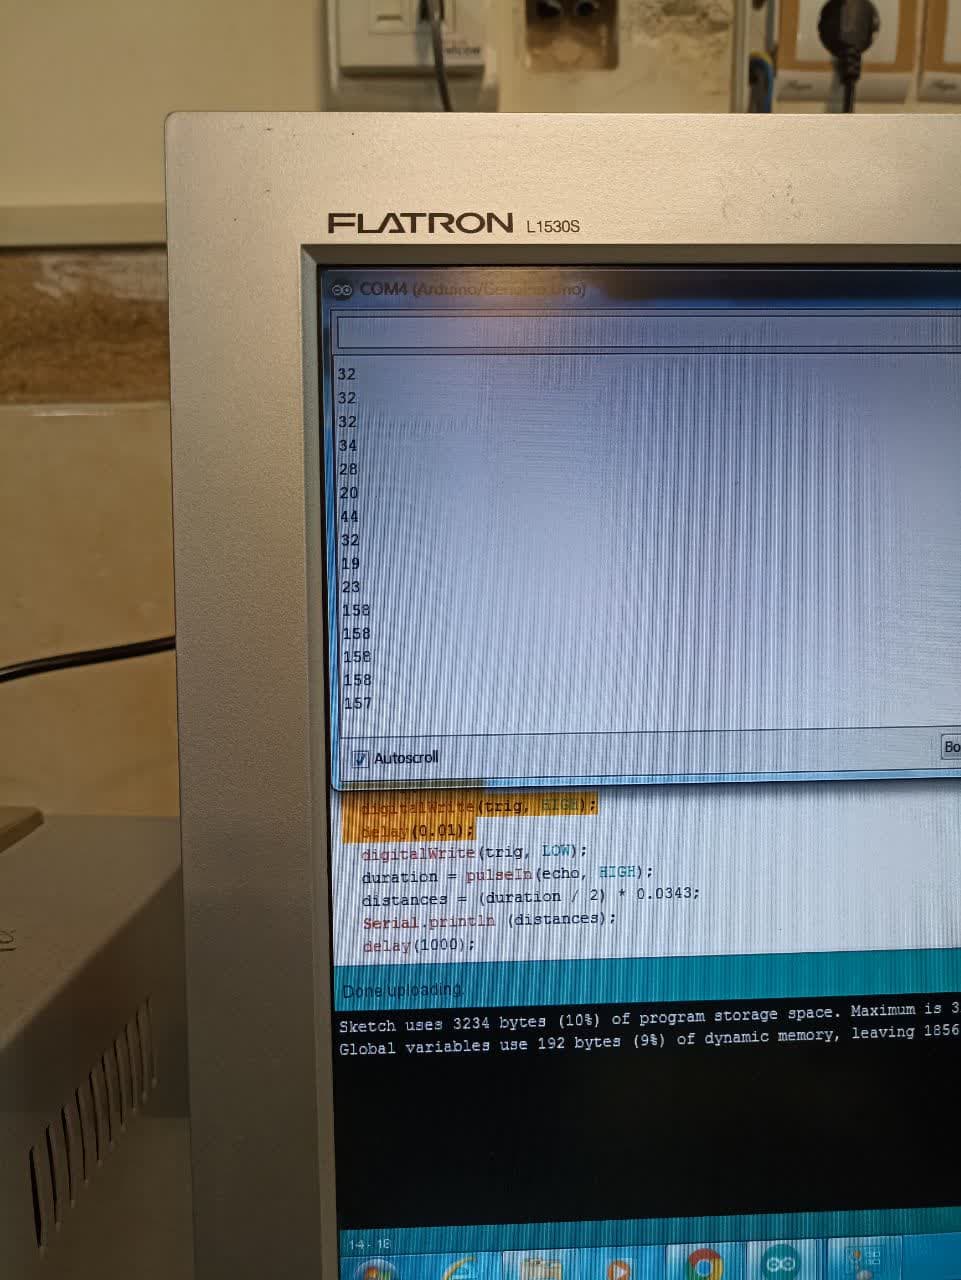 FLATRON L1530S
COM4 (Arduino/Genuino Uno)
32
32
32
34
28
20
44
32
19
23
158
158
158
158
157
Autoscroll
Bo
digitalWrite(trig, HIGH);
delay(0.01);
digitalWrite(trig, LOW);
duration = pulseIn(echo, HIGH);
distances = (duration / 2) * 0.0343;
Serial.println (distances);
delay(1000);
Done uploading.
Sketch uses 3234 bytes (10%) of program storage space. Maximum is 3
Global variables use 192 bytes (9%) of dynamic memory, leaving 1856
14 - 18